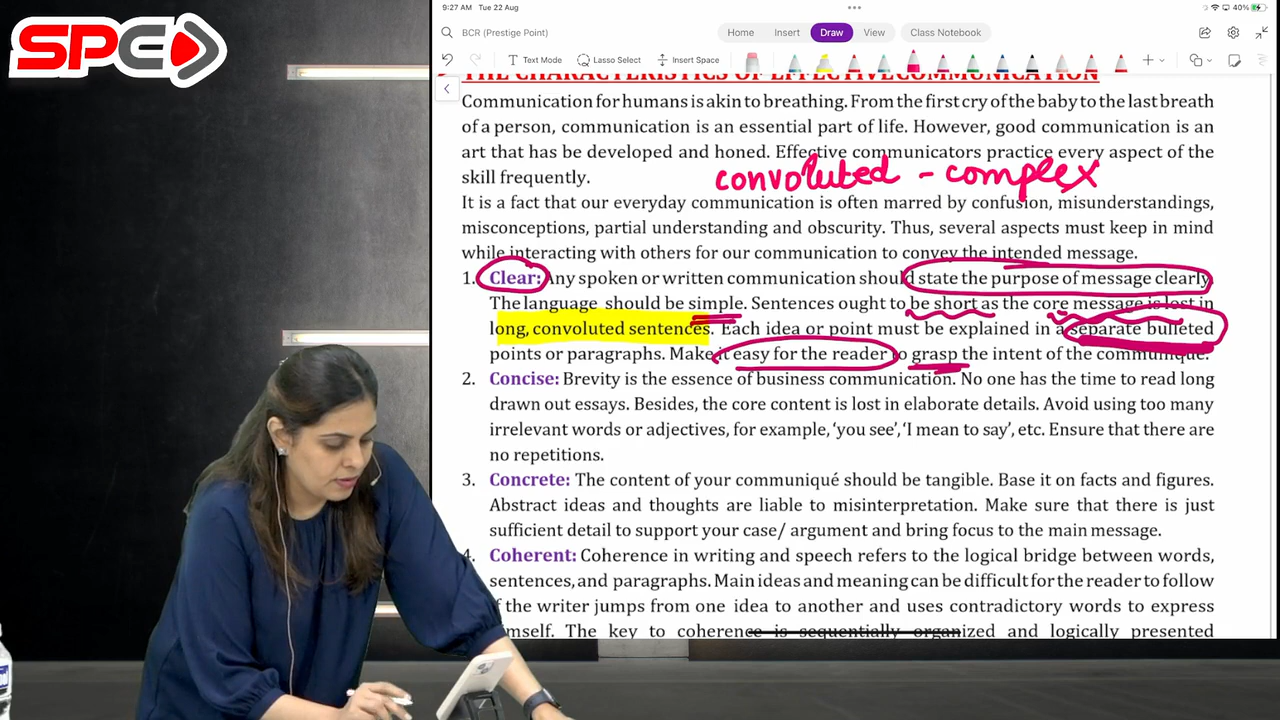 SPC
9:27 AM Tue 22 Aug
40%
BCR (Prestige Point)
Home Insert Draw View Class Notebook
Text Mode Lasso Select Insert Space
THE CHARACTERISTICS OF EFFECTIVE COMMUNICATION
Communication for humans is akin to breathing. From the first cry of the baby to the last breath
of a person, communication is an essential part of life. However, good communication is an
art that has be developed and honed. Effective communicators practice every aspect of the
skill frequently.
convoluted - complex
It is a fact that our everyday communication is often marred by confusion, misunderstandings,
misconceptions, partial understanding and obscurity. Thus, several aspects must keep in mind
while interacting with others for our communication to convey the intended message.
1. Clear: Any spoken or written communication should state the purpose of message clearly.
The language should be simple. Sentences ought to be short as the core message is lost in
long, convoluted sentences. Each idea or point must be explained in a separate bulleted
points or paragraphs. Make it easy for the reader to grasp the intent of the communique.
2. Concise: Brevity is the essence of business communication. No one has the time to read long
drawn out essays. Besides, the core content is lost in elaborate details. Avoid using too many
irrelevant words or adjectives, for example, ‘you see’, ‘I mean to say’, etc. Ensure that there are
no repetitions.
3. Concrete: The content of your communiqué should be tangible. Base it on facts and figures.
Abstract ideas and thoughts are liable to misinterpretation. Make sure that there is just
sufficient detail to support your case/ argument and bring focus to the main message.
4. Coherent: Coherence in writing and speech refers to the logical bridge between words,
sentences, and paragraphs. Main ideas and meaning can be difficult for the reader to follow
if the writer jumps from one idea to another and uses contradictory words to express
himself. The key to coherence is sequentially organized and logically presented